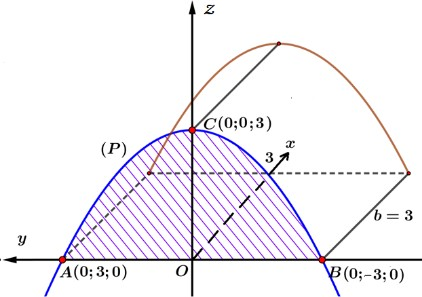 z
C(0;0;3)
(P)
x
3
b = 3
y
A(0; 3; 0)
O
B(0;−3; 0)